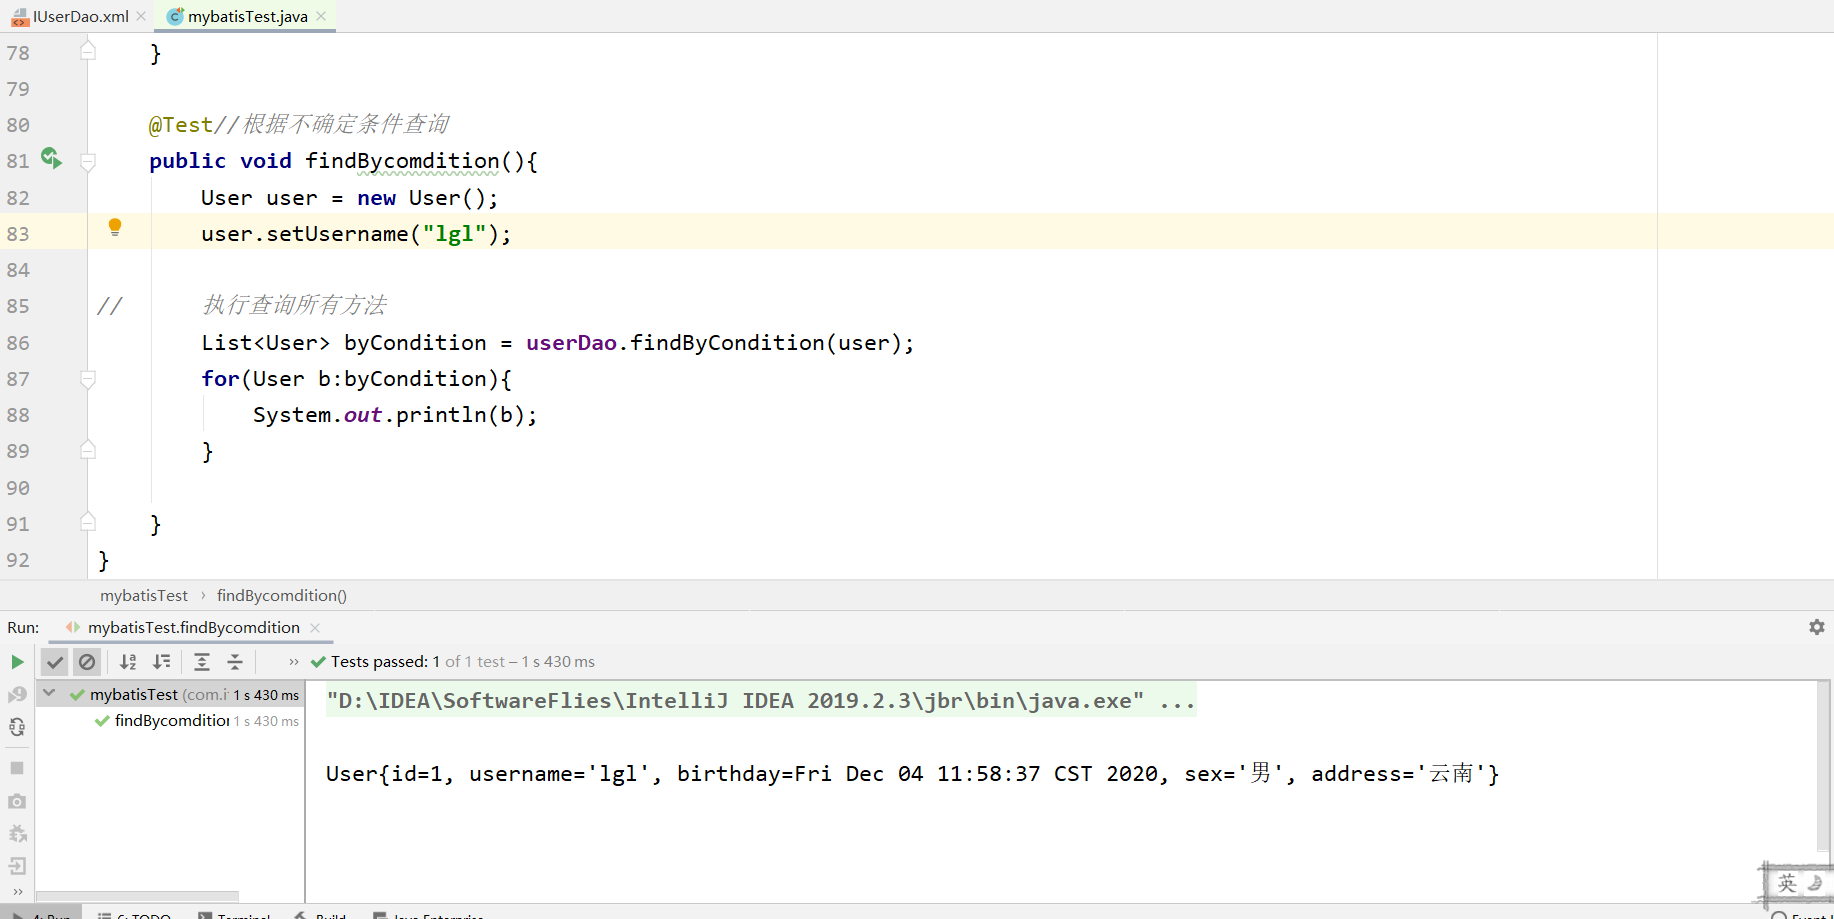 IUserDao.xml mybatisTest.java
78 }
79
80 @Test//根据不确定条件查询
81 public void findBycomdition(){
82 User user = new User();
83 user.setUsername("lgl");
84
85 // 执行查询所有方法
86 List<User> byCondition = userDao.findByCondition(user);
87 for(User b:byCondition){
88 System.out.println(b);
89 }
90
91 }
92 }
mybatisTest › findBycomdition()
Run: mybatisTest.findBycomdition
» Tests passed: 1 of 1 test – 1 s 430 ms
mybatisTest (com.i 1 s 430 ms
findBycomdition 1 s 430 ms
"D:\IDEA\SoftwareFlies\IntelliJ IDEA 2019.2.3\jbr\bin\java.exe" ...
User{id=1, username='lgl', birthday=Fri Dec 04 11:58:37 CST 2020, sex='男', address='云南'}
英
»
4: Run 6: TODO Terminal Build Java Enterprise Event